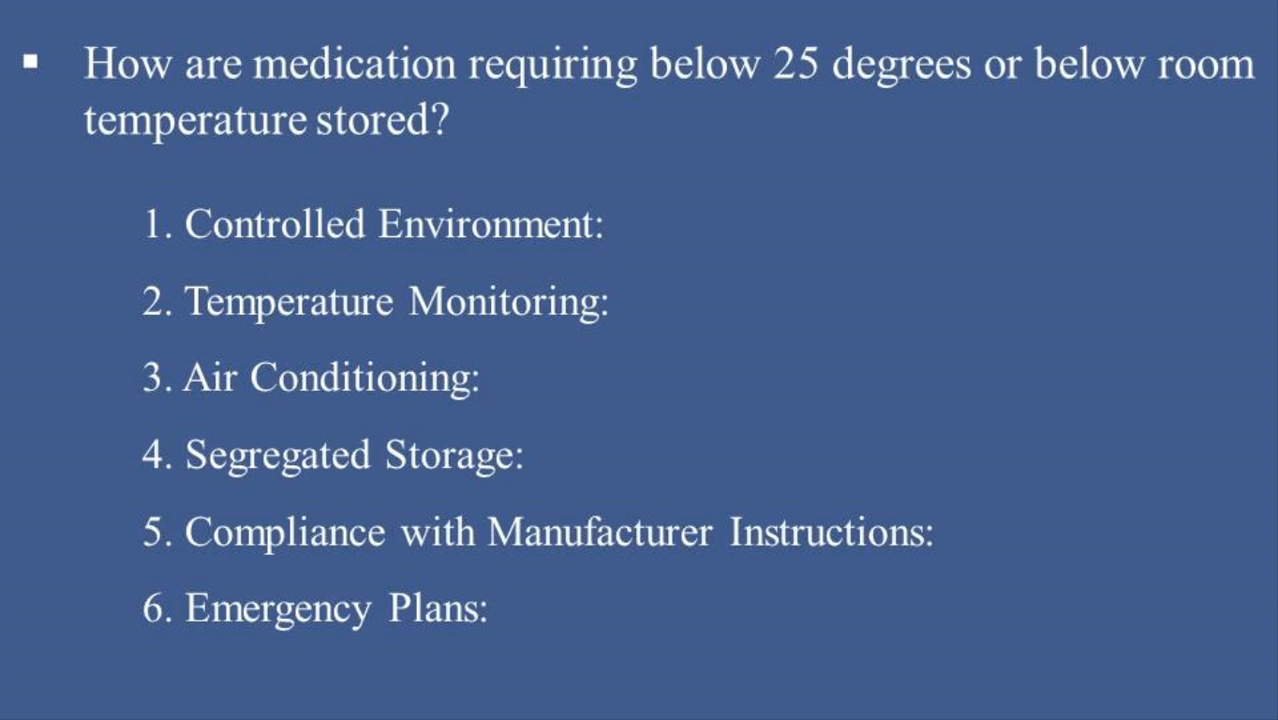 ▪ How are medication requiring below 25 degrees or below room
temperature stored?
1. Controlled Environment:
2. Temperature Monitoring:
3. Air Conditioning:
4. Segregated Storage:
5. Compliance with Manufacturer Instructions:
6. Emergency Plans: